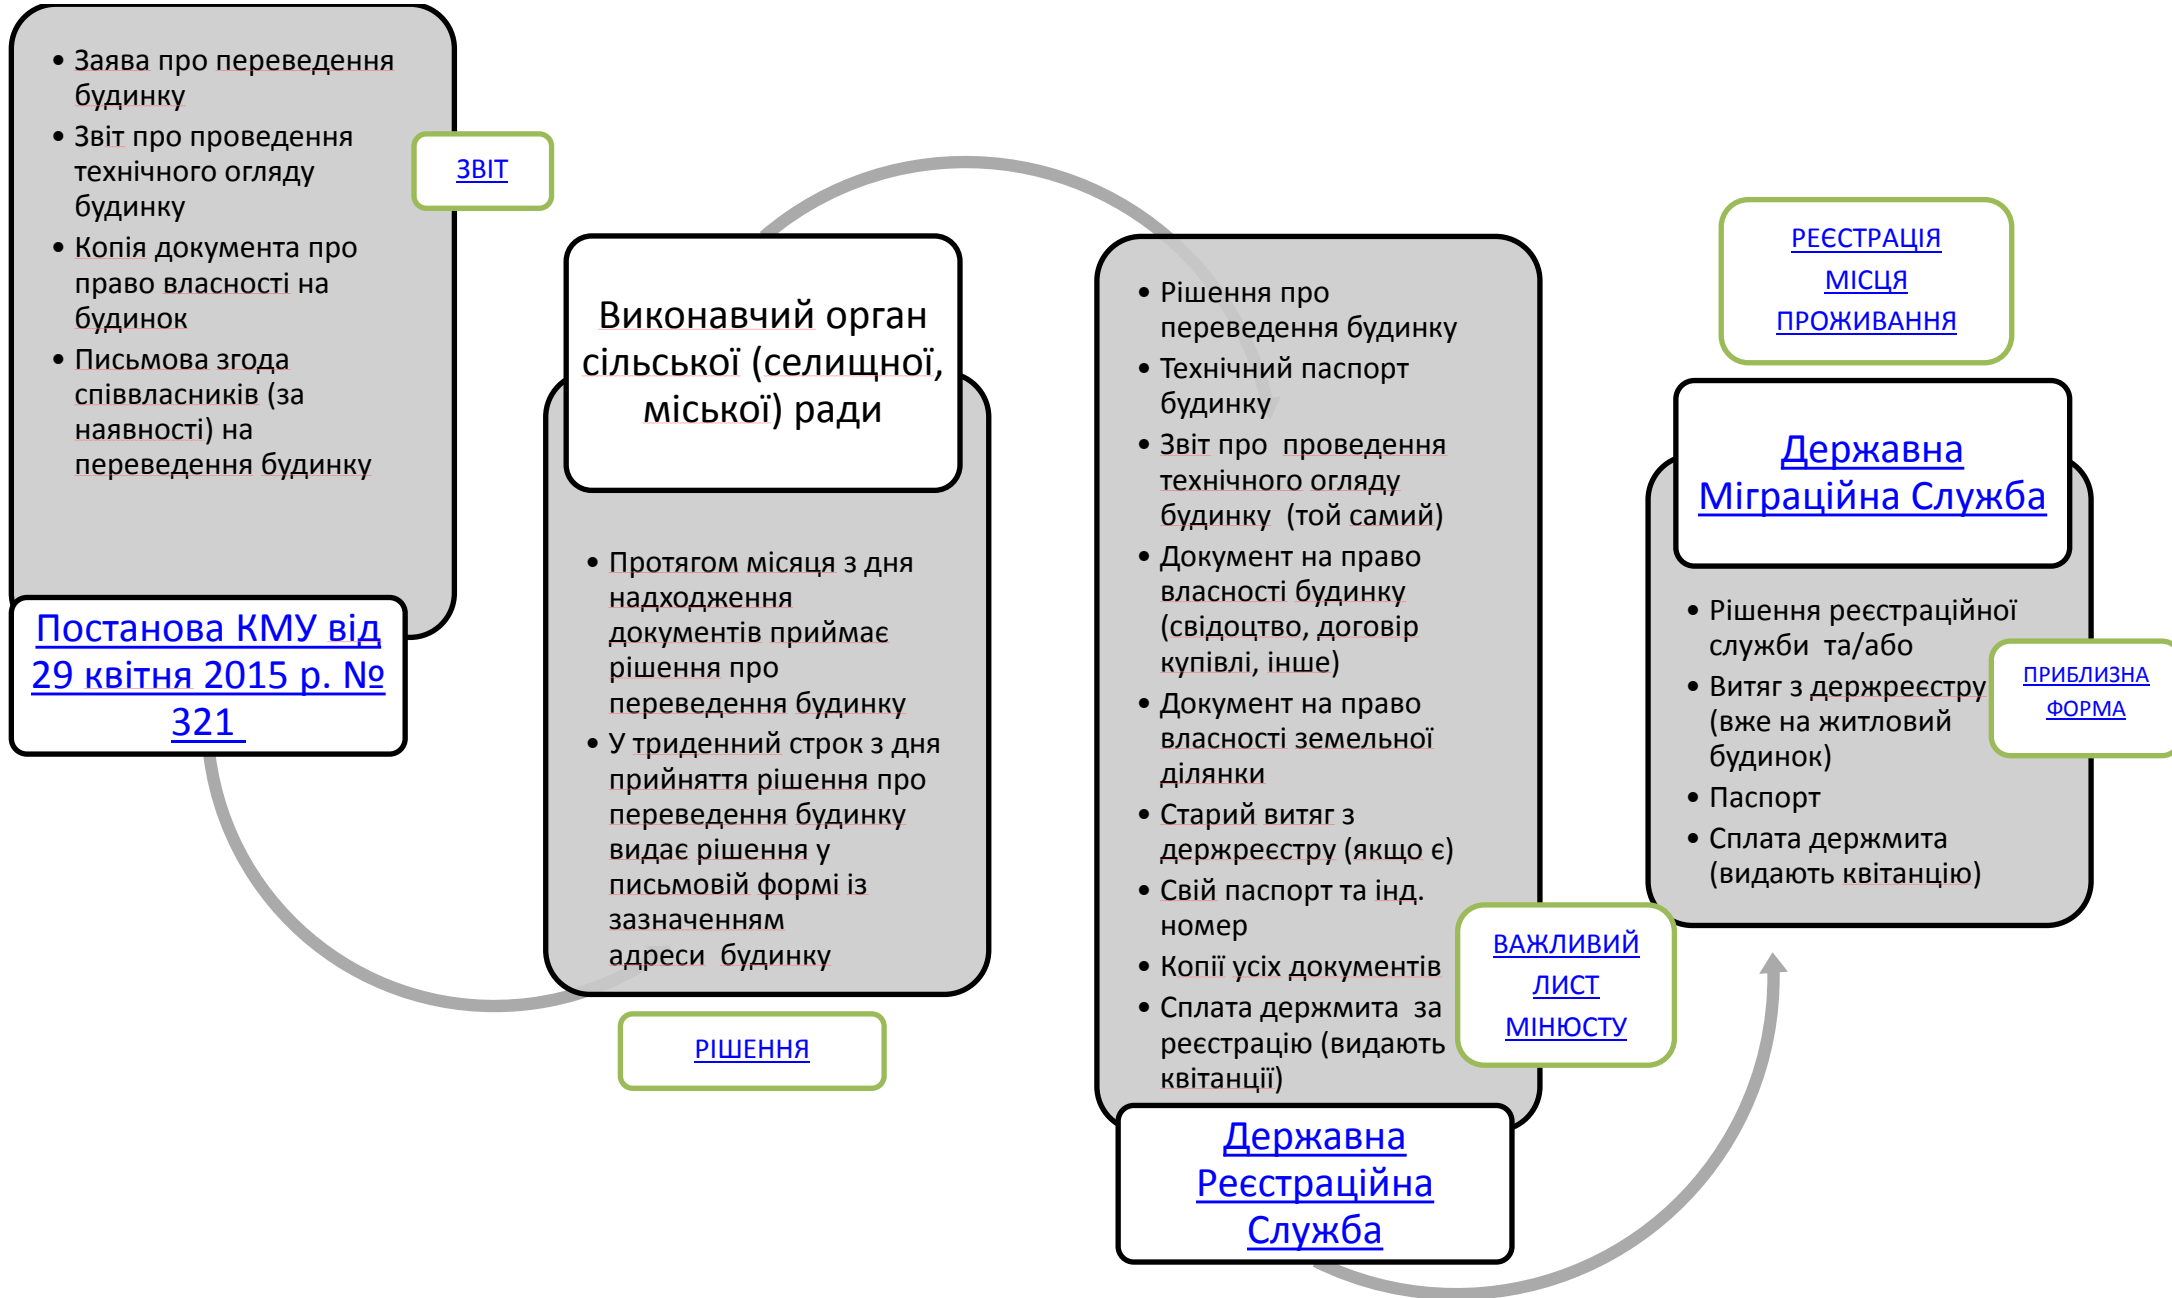 • Заява про переведення
будинку
• Звіт про проведення
технічного огляду
будинку
• Копія документа про
право власності на
будинок
• Письмова згода
співвласників (за
наявності) на
переведення будинку
ЗВІТ
Постанова КМУ від
29 квітня 2015 р. №
321
Виконавчий орган
сільської (селищної,
міської) ради
• Протягом місяця з дня
надходження
документів приймає
рішення про
переведення будинку
• У триденний строк з дня
прийняття рішення про
переведення будинку
видає рішення у
письмовій формі із
зазначенням
адреси будинку
РІШЕННЯ
• Рішення про
переведення будинку
• Технічний паспорт
будинку
• Звіт про проведення
технічного огляду
будинку (той самий)
• Документ на право
власності будинку
(свідоцтво, договір
купівлі, інше)
• Документ на право
власності земельної
ділянки
• Старий витяг з
держреєстру (якщо є)
• Свій паспорт та інд.
номер
• Копії усіх документів
• Сплата держмита за
реєстрацію (видають
квітанції)
ВАЖЛИВИЙ
ЛИСТ
МІНЮСТУ
Державна
Реєстраційна
Служба
РЕЄСТРАЦІЯ
МІСЦЯ
ПРОЖИВАННЯ
Державна
Міграційна Служба
• Рішення реєстраційної
служби та/або
• Витяг з держреєстру
(вже на житловий
будинок)
• Паспорт
• Сплата держмита
(видають квітанцію)
ПРИБЛИЗНА
ФОРМА